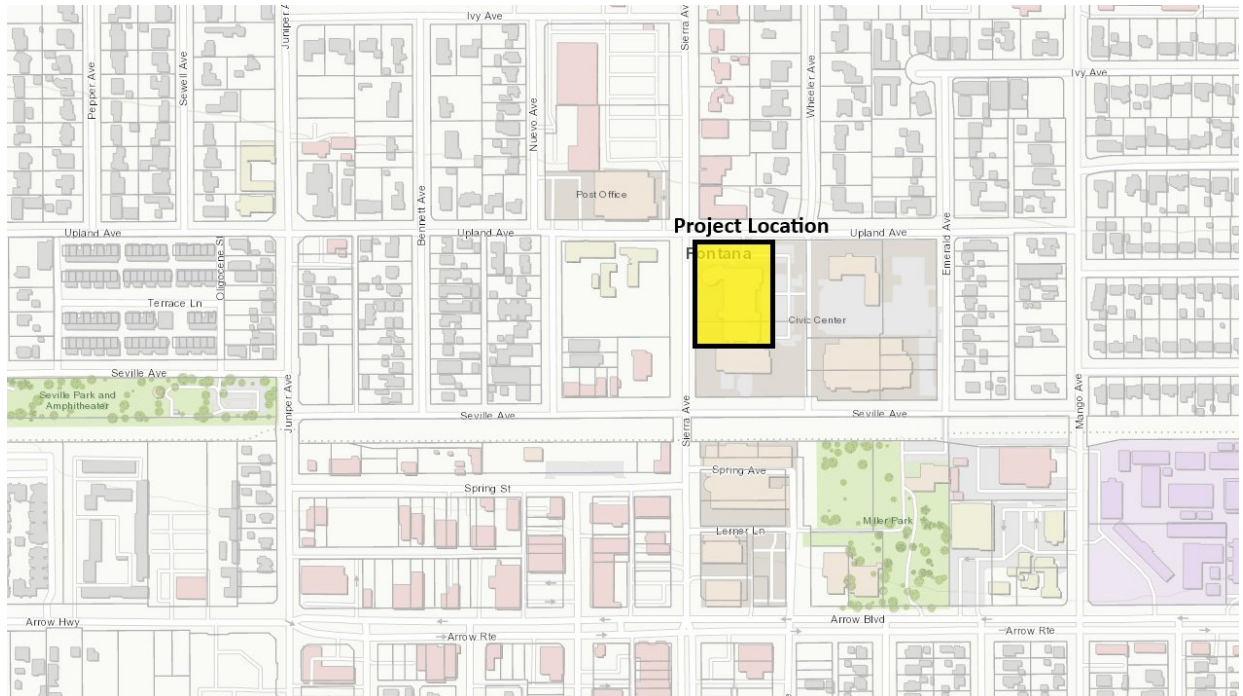 Ivy Ave
Juniper A
Sierra Av
Pepper Ave
Sewell Ave
Ivy Ave
Wheeler Ave
Nuevo Ave
Post Office
Bennett Ave
Project Location
Upland Ave
Upland Ave
Upland Ave
Fontana
Oligocene St
Emerald Ave
Terrace Ln
Civic Center
Seville Ave
Seville Park and
Amphitheater
Juniper Ave
Seville Ave
Sierra Ave
Seville Ave
Mango Ave
Spring Ave
Spring St
Miller Park
Lerner Ln
Arrow Hwy
Arrow Rte
Arrow Blvd
Arrow Rte